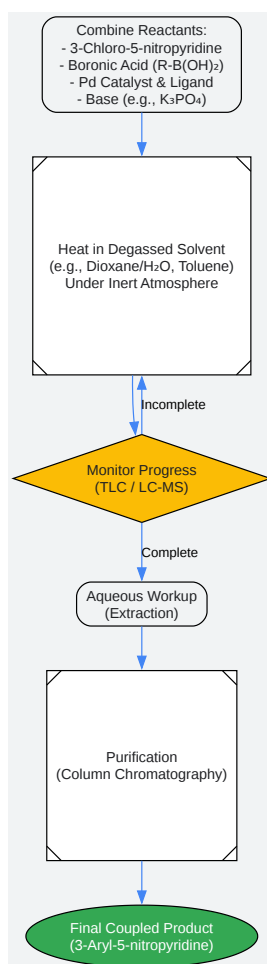 Combine Reactants:
- 3-Chloro-5-nitropyridine
- Boronic Acid (R-B(OH)₂)
- Pd Catalyst & Ligand
- Base (e.g., K₃PO₄)
Heat in Degassed Solvent
(e.g., Dioxane/H₂O, Toluene)
Under Inert Atmosphere
Incomplete
Monitor Progress
(TLC / LC-MS)
Complete
Aqueous Workup
(Extraction)
Purification
(Column Chromatography)
Final Coupled Product
(3-Aryl-5-nitropyridine)